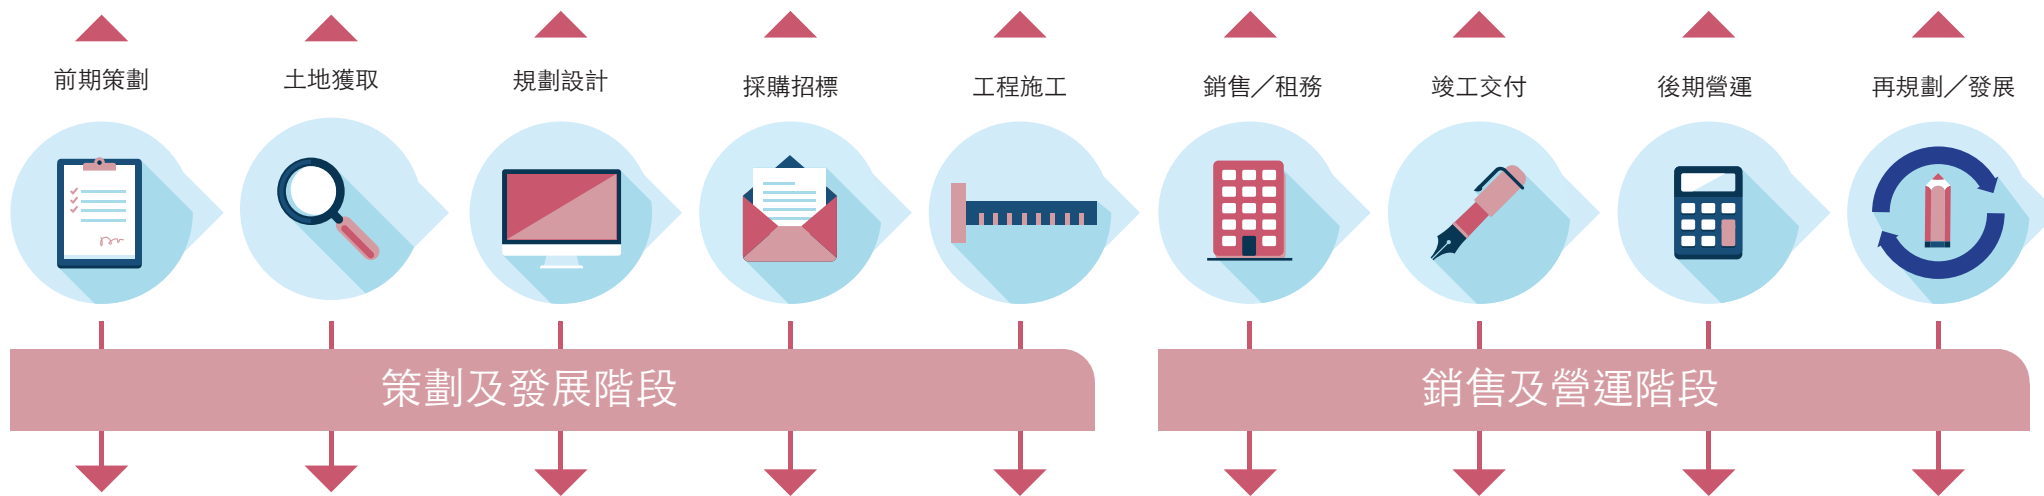 前期策劃
土地獲取
規劃設計
採購招標
工程施工
銷售／租務
竣工交付
後期營運
再規劃／發展
策劃及發展階段
銷售及營運階段